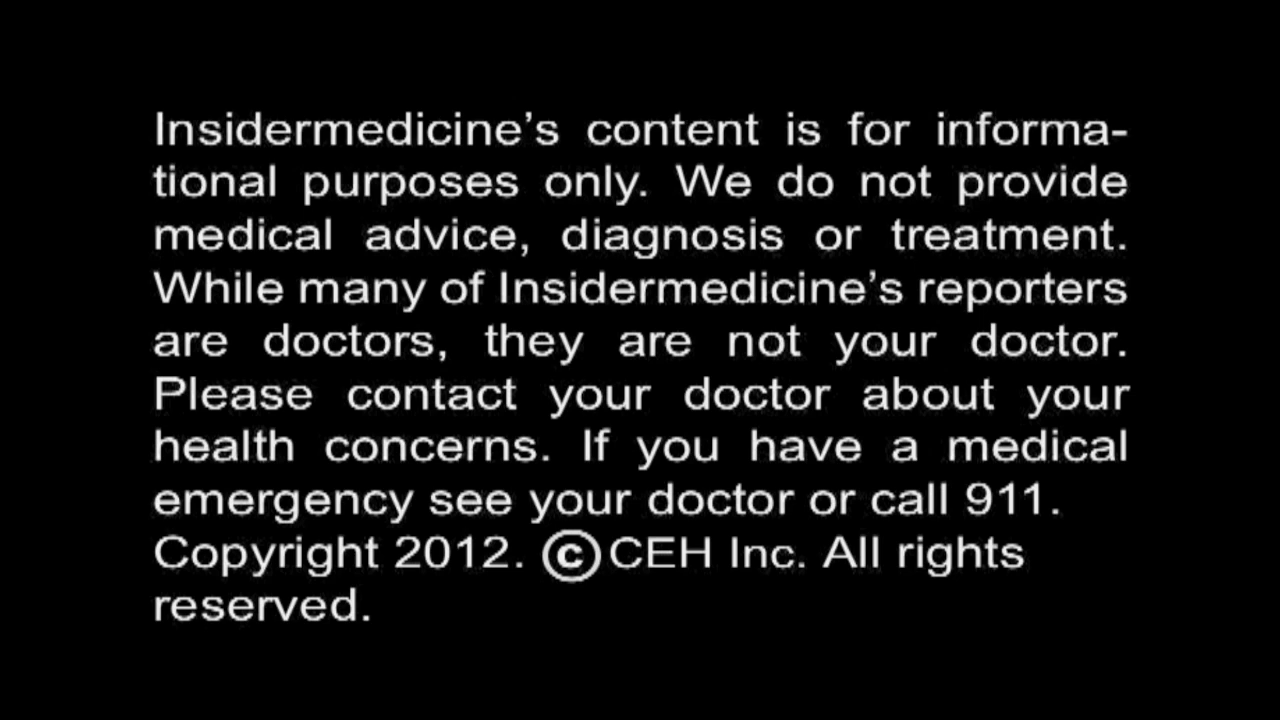 Insidermedicine’s content is for informa-
tional purposes only. We do not provide
medical advice, diagnosis or treatment.
While many of Insidermedicine’s reporters
are doctors, they are not your doctor.
Please contact your doctor about your
health concerns. If you have a medical
emergency see your doctor or call 911.
Copyright 2012. © CEH Inc. All rights
reserved.